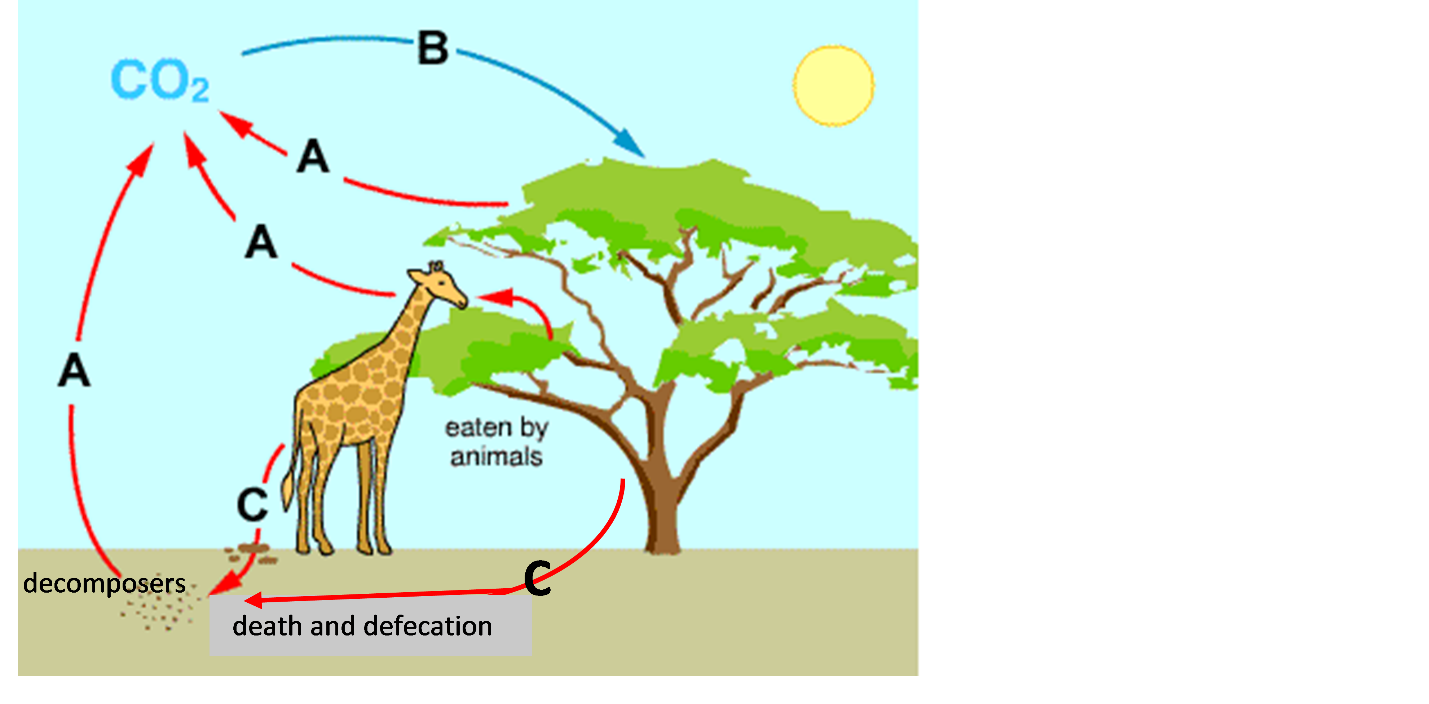 B
CO₂
A
A
A
eaten by
animals
C
C
decomposers
death and defecation